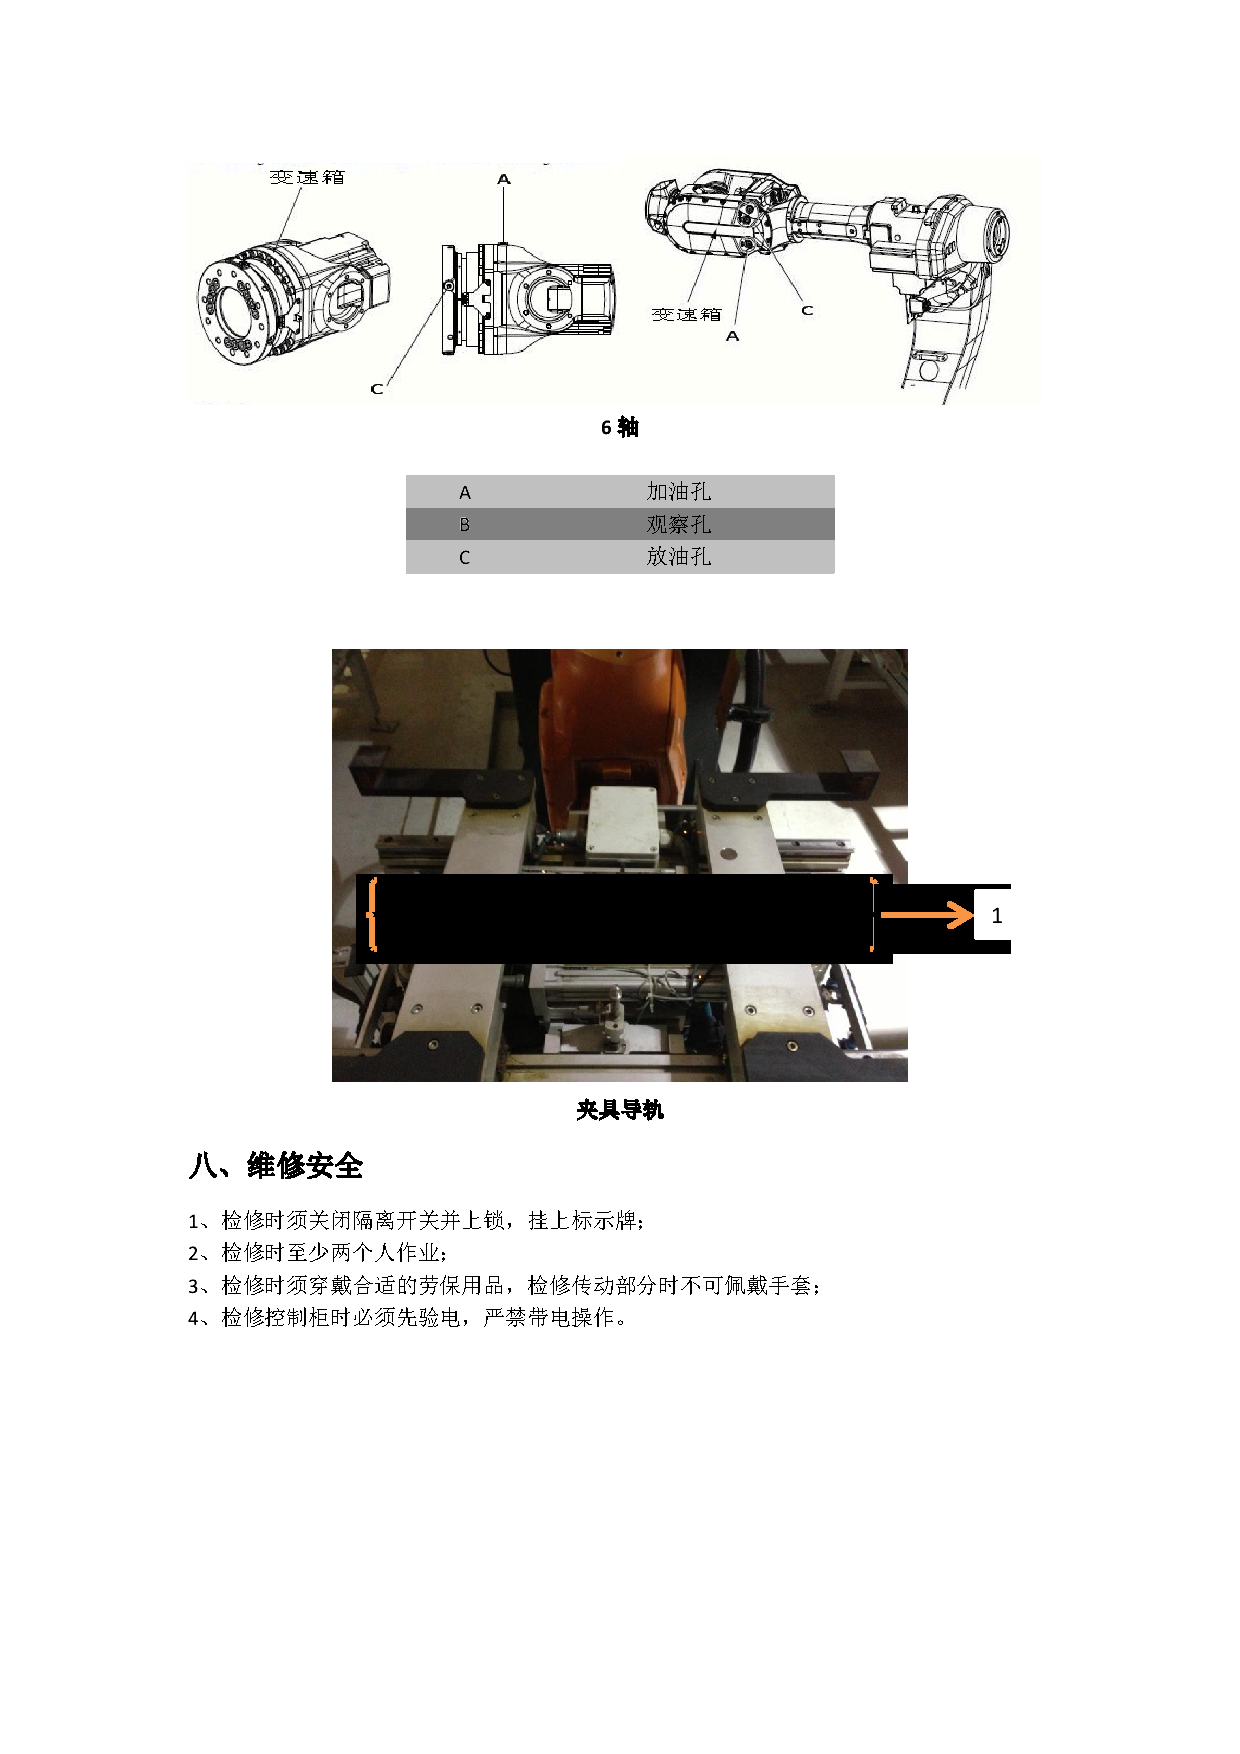 变速箱
A
C
变速箱
A
C
6 轴
A 加油孔
B 观察孔
C 放油孔
1
夹具导轨
八、维修安全
1、检修时须关闭隔离开关并上锁，挂上标示牌；
2、检修时至少两个人作业；
3、检修时须穿戴合适的劳保用品，检修传动部分时不可佩戴手套；
4、检修控制柜时必须先验电，严禁带电操作。